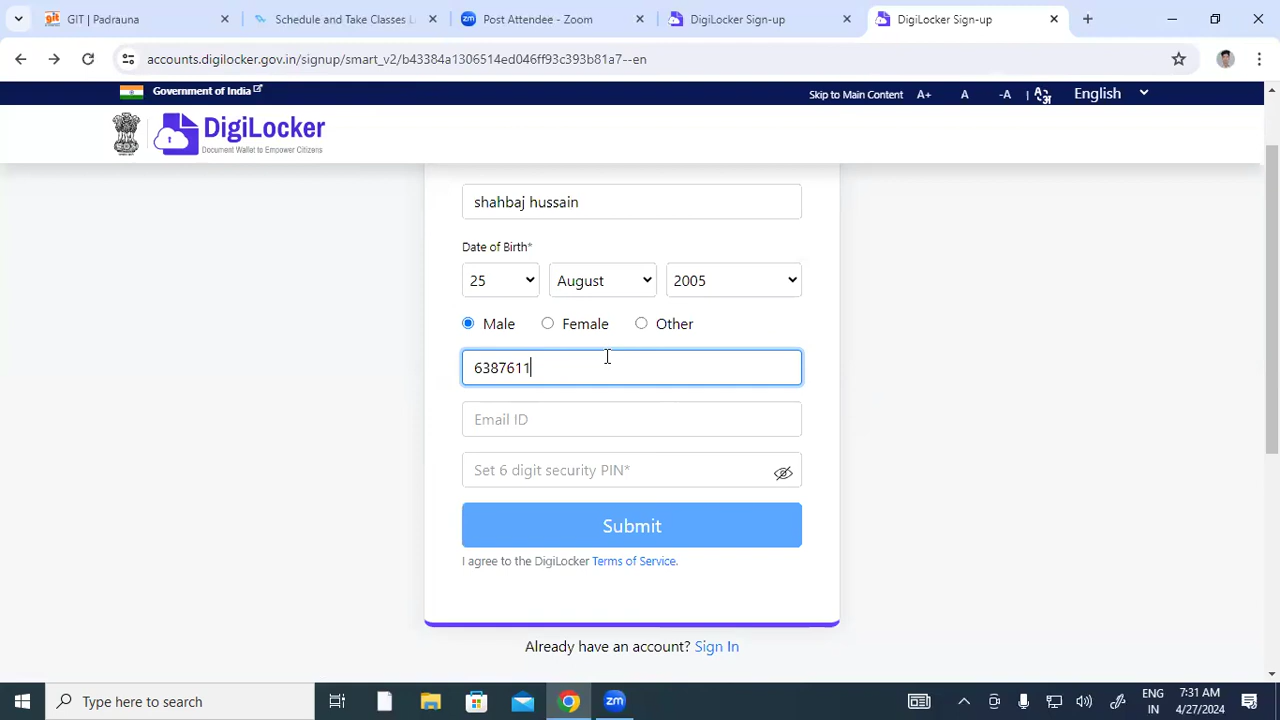 GIT | Padrauna
Schedule and Take Classes Li
Post Attendee - Zoom
DigiLocker Sign-up
DigiLocker Sign-up
accounts.digilocker.gov.in/signup/smart_v2/b43384a1306514ed046ff93c393b81a7--en
Government of India
Skip to Main Content A+ A -A English
DigiLocker
Document Wallet to Empower Citizens
shahbaj hussain
Date of Birth*
25 August 2005
Male Female Other
6387611
Email ID
Set 6 digit security PIN*
Submit
I agree to the DigiLocker Terms of Service.
Already have an account? Sign In
Type here to search
zm
ENG
IN
7:31 AM
4/27/2024